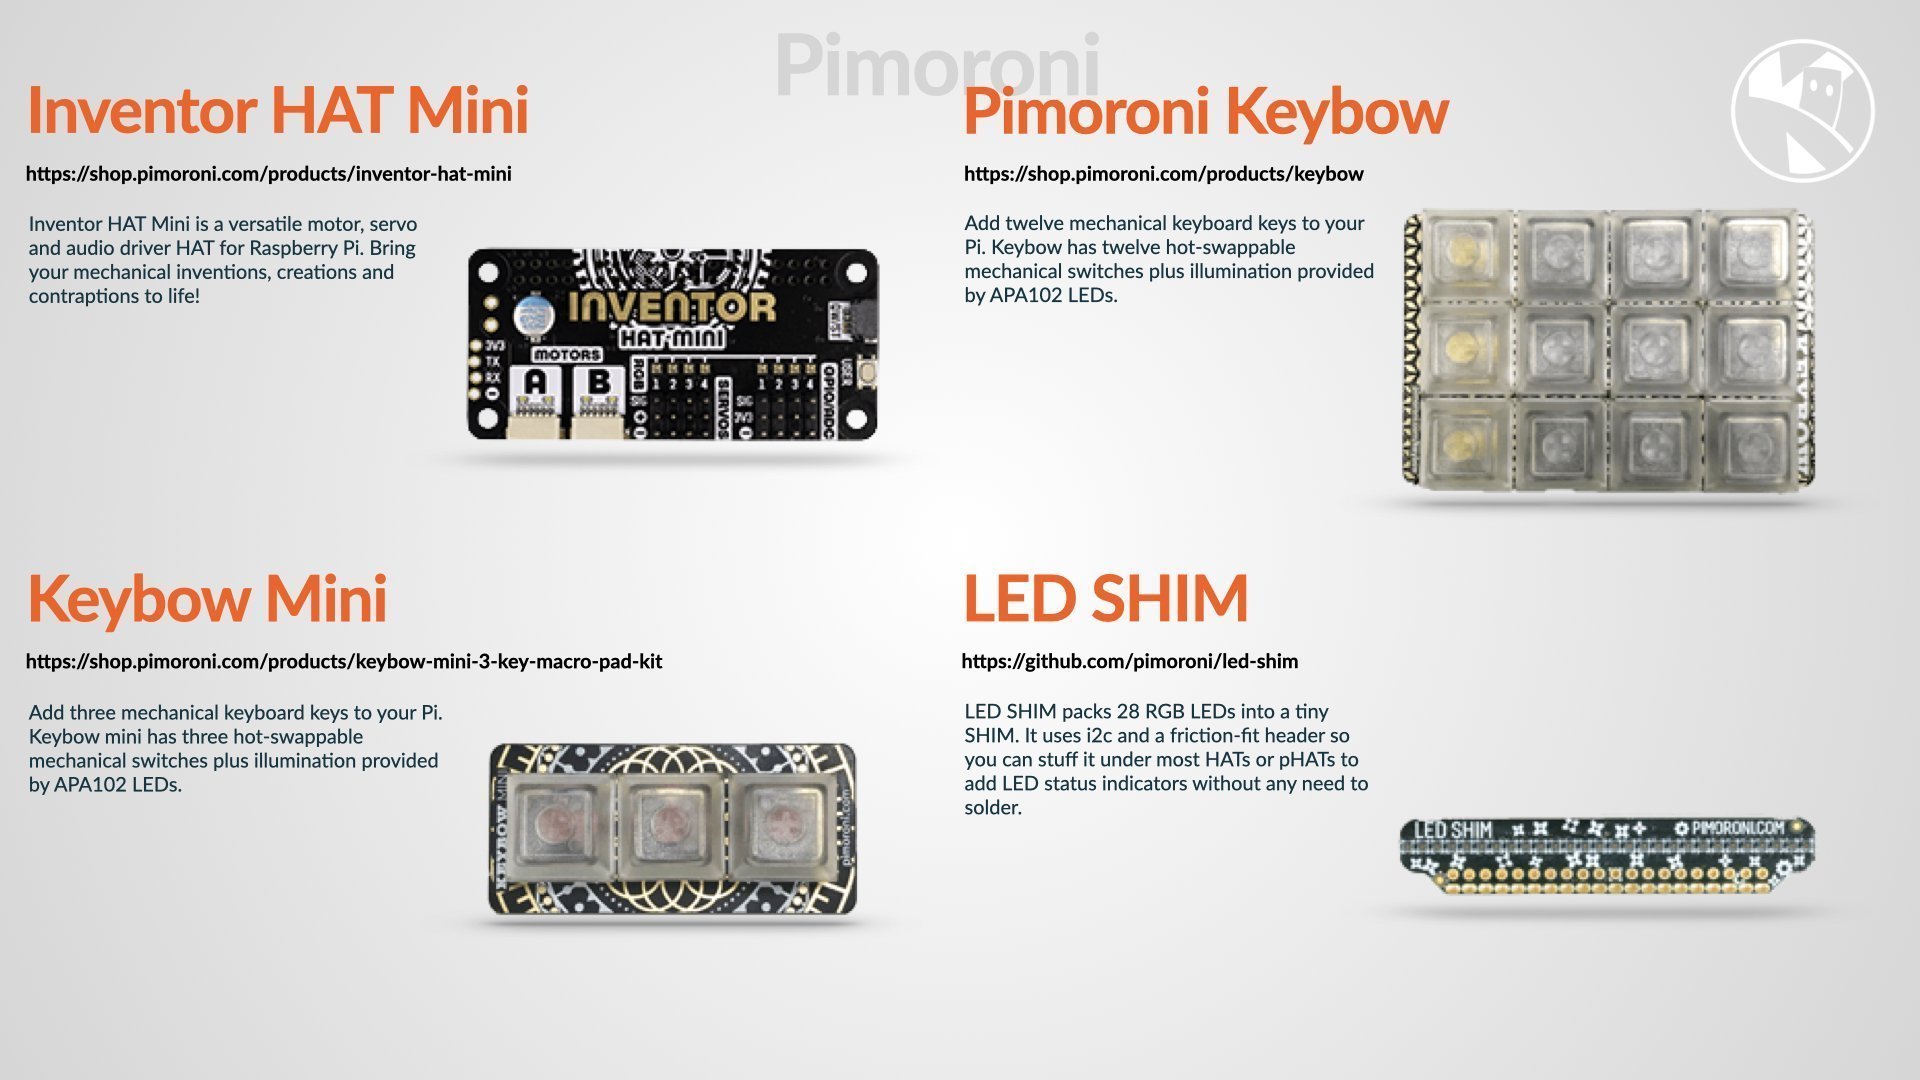 Pimoroni
Inventor HAT Mini
https://shop.pimoroni.com/products/inventor-hat-mini
Inventor HAT Mini is a versatile motor, servo
and audio driver HAT for Raspberry Pi. Bring
your mechanical inventions, creations and
contraptions to life!
INVENTOR
HAT MINI
MOTORS
A B
3V3
TX
RX
RGB
1 2 3 4
SERVOS
1 2 3 4
SIG
SIG
3V3
GPIO/ADC
USER
QW/ST
Pimoroni Keybow
https://shop.pimoroni.com/products/keybow
Add twelve mechanical keyboard keys to your
Pi. Keybow has twelve hot-swappable
mechanical switches plus illumination provided
by APA102 LEDs.
Keybow Mini
https://shop.pimoroni.com/products/keybow-mini-3-key-macro-pad-kit
Add three mechanical keyboard keys to your Pi.
Keybow mini has three hot-swappable
mechanical switches plus illumination provided
by APA102 LEDs.
KEYBOW MINI
pimoroni.com
LED SHIM
https://github.com/pimoroni/led-shim
LED SHIM packs 28 RGB LEDs into a tiny
SHIM. It uses i2c and a friction-fit header so
you can stuff it under most HATs or pHATs to
add LED status indicators without any need to
solder.
LED SHIM
PIMORONI.COM